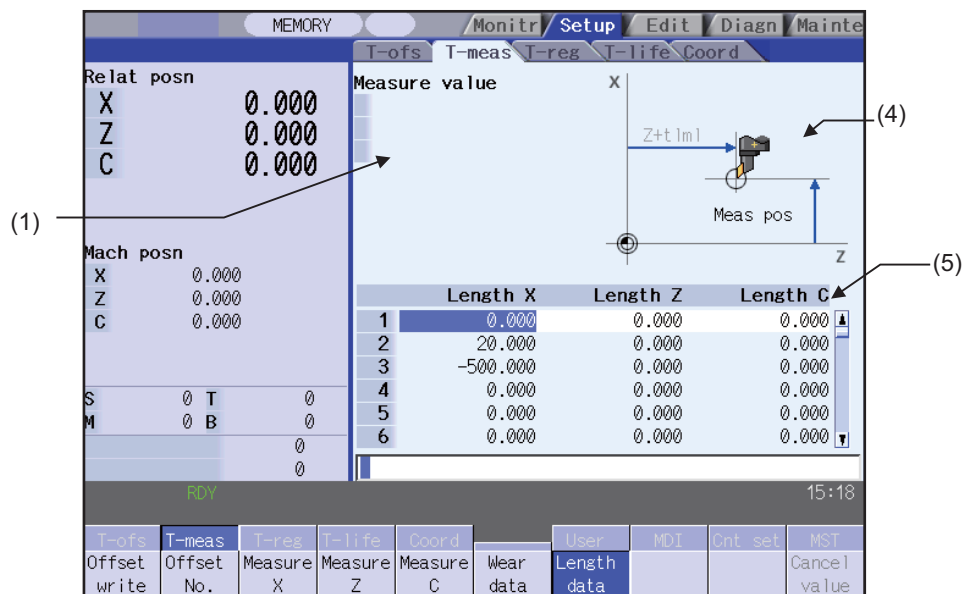 MEMORY Monitr Setup Edit Diagn Mainte
T-ofs T-meas T-reg T-life Coord
Relat posn
X 0.000
Z 0.000
C 0.000
Mach posn
X 0.000
Z 0.000
C 0.000
S 0 T 0
M 0 B 0
0
0
Measure value
X
Z+tlml
Meas pos
Z
(1)
(4)
(5)
Length X Length Z Length C
1 0.000 0.000 0.000
2 20.000 0.000 0.000
3 -500.000 0.000 0.000
4 0.000 0.000 0.000
5 0.000 0.000 0.000
6 0.000 0.000 0.000
RDY 15:18
T-ofs T-meas T-reg T-life Coord User MDI Cnt set MST
Offset Offset Measure Measure Measure Wear Length Cancel
write No. X Z C data data value